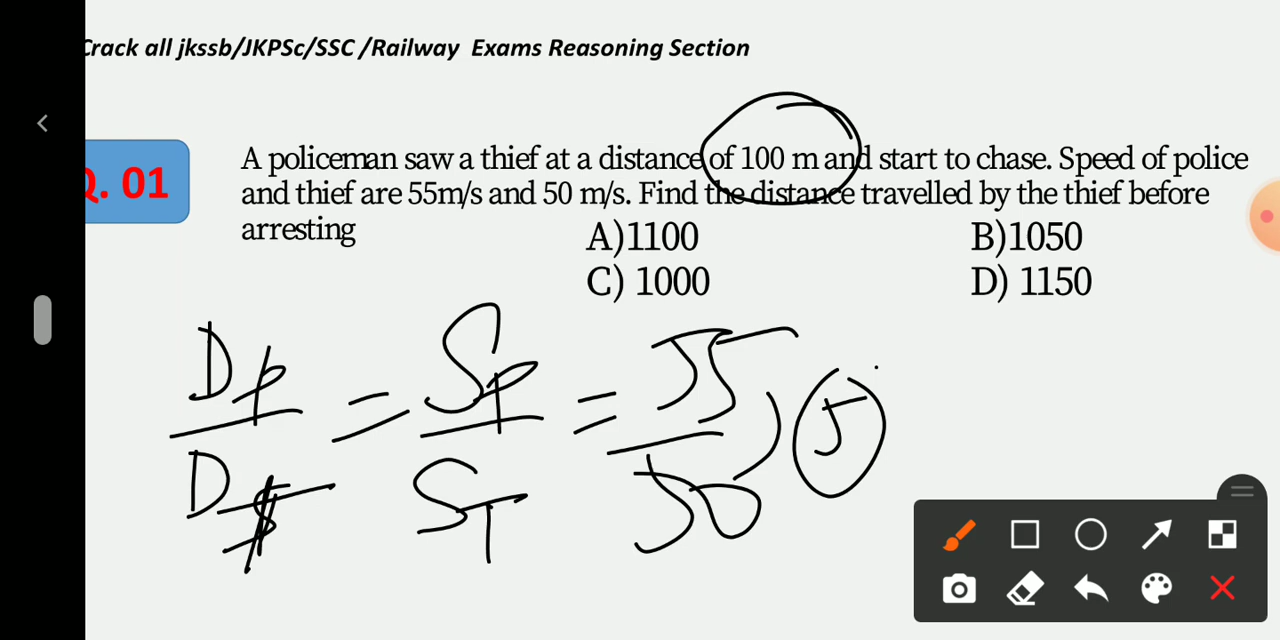 Crack all jkssb/JKPSc/SSC /Railway Exams Reasoning Section
Q. 01
A policeman saw a thief at a distance of 100 m and start to chase. Speed of police
and thief are 55m/s and 50 m/s. Find the distance travelled by the thief before
arresting
A)1100 B)1050
C) 1000 D) 1150
Dp = Sp = 55
DT ST 50 5